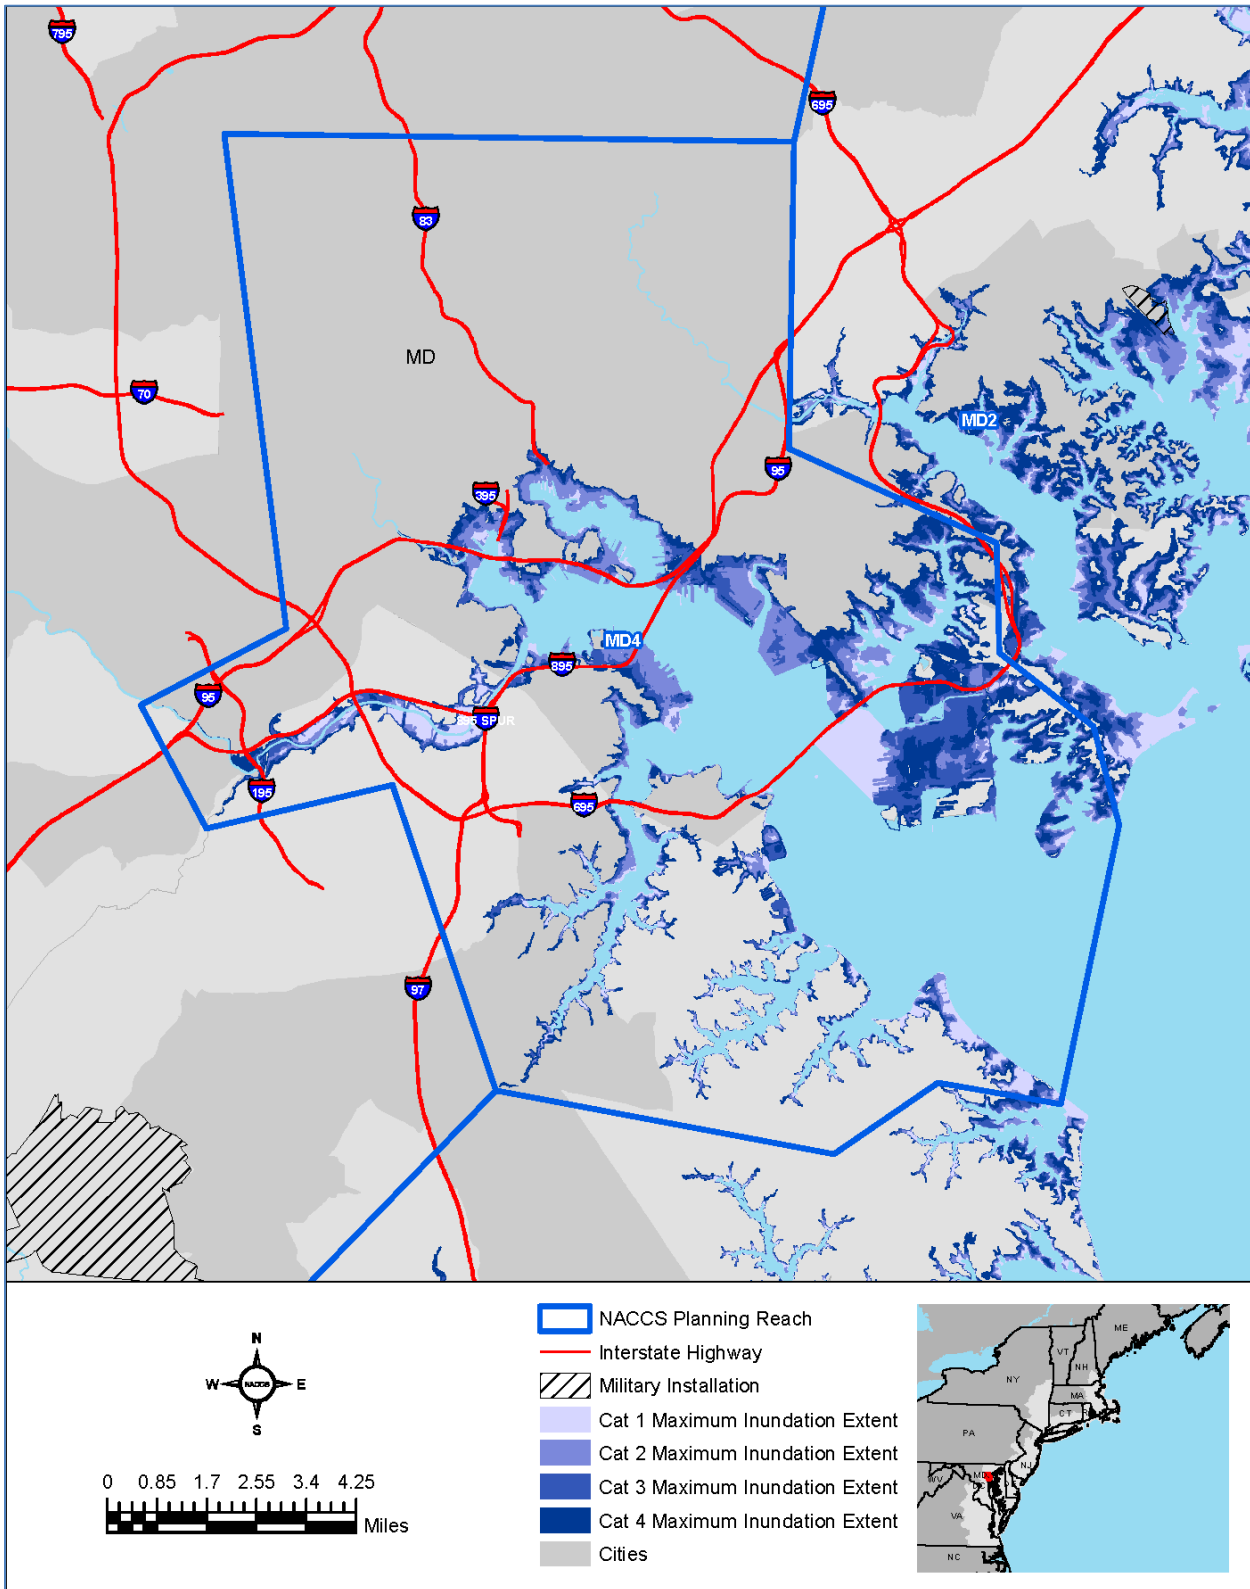 795
695
83
MD
70
MD2
95
395
MD4
895
95
895 SPUR
195
695
97
N
W NACCS E
S
0 0.85 1.7 2.55 3.4 4.25
Miles
NACCS Planning Reach
Interstate Highway
Military Installation
Cat 1 Maximum Inundation Extent
Cat 2 Maximum Inundation Extent
Cat 3 Maximum Inundation Extent
Cat 4 Maximum Inundation Extent
Cities
ME
VT
NH
NY
MA
CT
PA
NJ
WV
MD
VA
NC